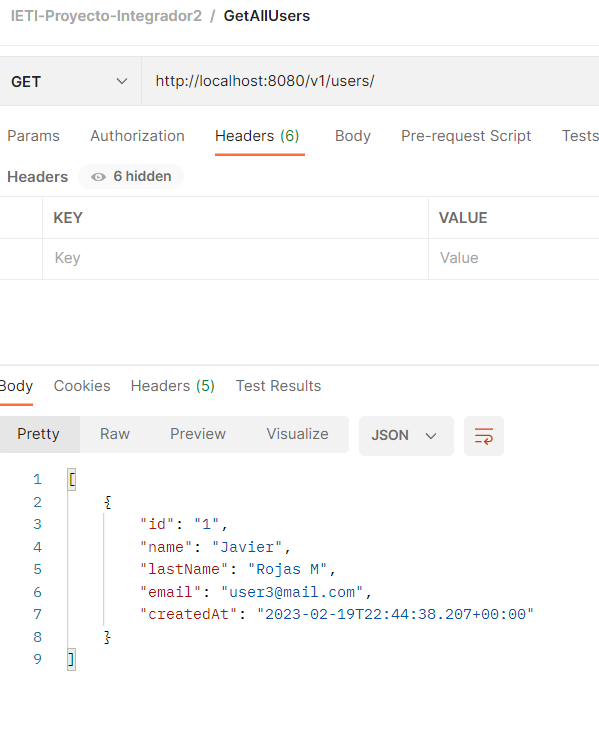 IETI-Proyecto-Integrador2 / GetAllUsers
GET http://localhost:8080/v1/users/
Params Authorization Headers (6) Body Pre-request Script Tests
Headers 6 hidden
KEY VALUE
Key Value
Body Cookies Headers (5) Test Results
Pretty Raw Preview Visualize JSON
1 [
2 {
3 "id": "1",
4 "name": "Javier",
5 "lastName": "Rojas M",
6 "email": "user3@mail.com",
7 "createdAt": "2023-02-19T22:44:38.207+00:00"
8 }
9 ]